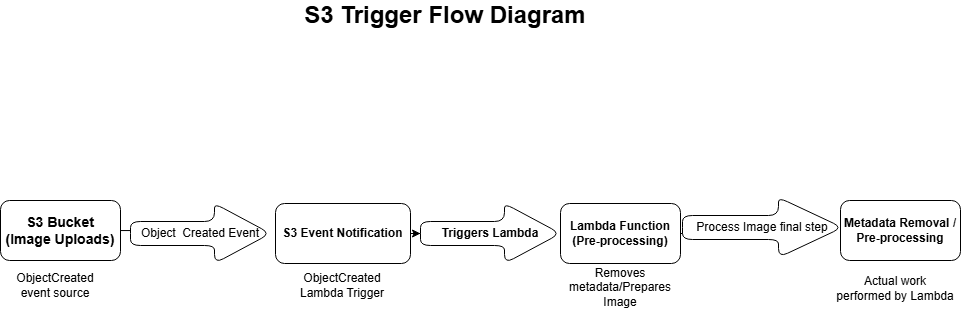 S3 Trigger Flow Diagram
S3 Bucket
(Image Uploads)
Object Created Event
S3 Event Notification
Triggers Lambda
Lambda Function
(Pre-processing)
Process Image final step
Metadata Removal /
Pre-processing
ObjectCreated
event source
ObjectCreated
Lambda Trigger
Removes
metadata/Prepares
Image
Actual work
performed by Lambda